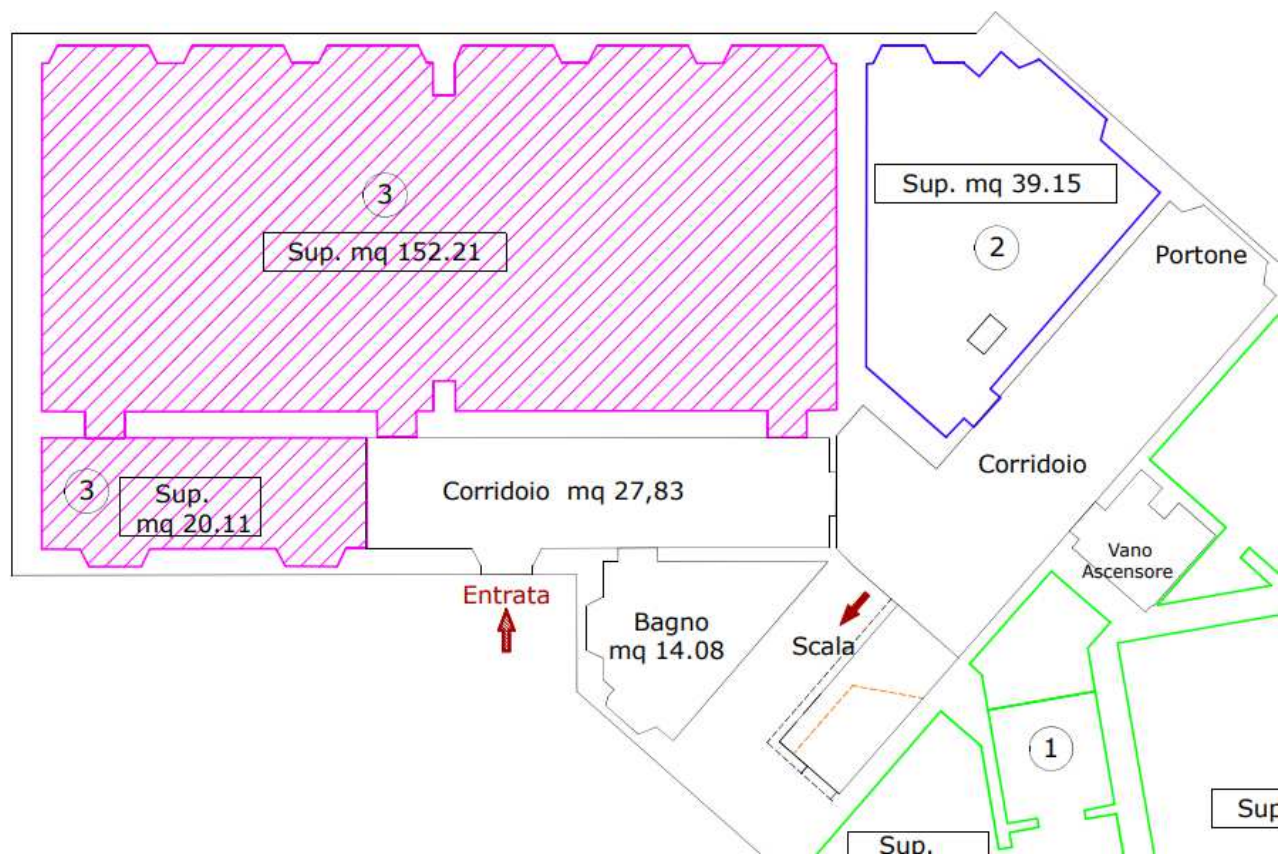 3
Sup. mq 152.21
Sup. mq 39.15
2
Portone
3
Sup.
mq 20.11
Corridoio mq 27,83
Corridoio
Vano
Ascensore
Entrata
Bagno
mq 14.08
Scala
1
Sup
Sup.